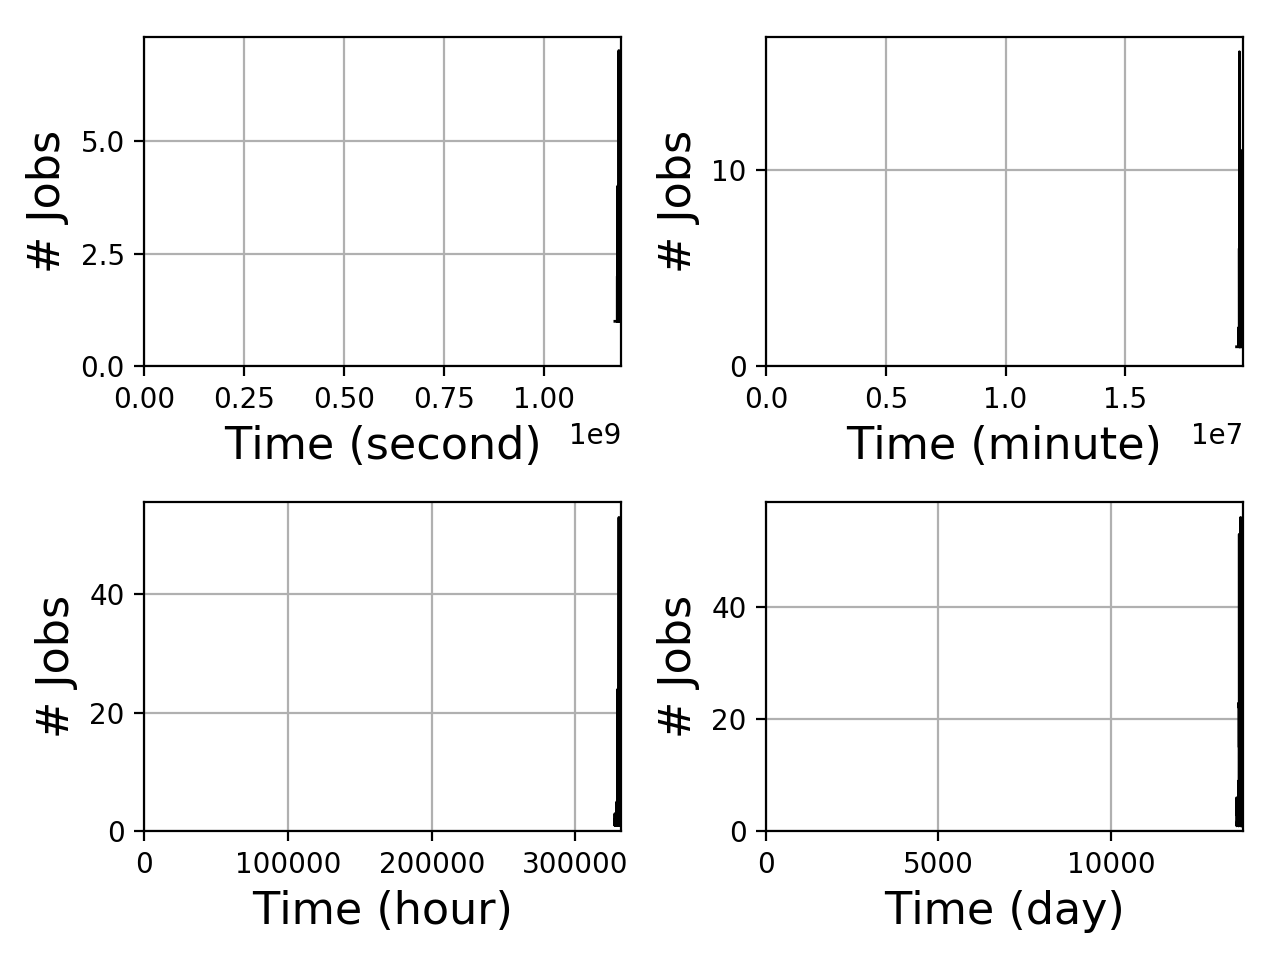 # Jobs
5.0
2.5
0.0
0.00 0.25 0.50 0.75 1.00
Time (second) 1e9
# Jobs
10
0
0.0 0.5 1.0 1.5
Time (minute) 1e7
# Jobs
40
20
0
0 100000 200000 300000
Time (hour)
# Jobs
40
20
0
0 5000 10000
Time (day)